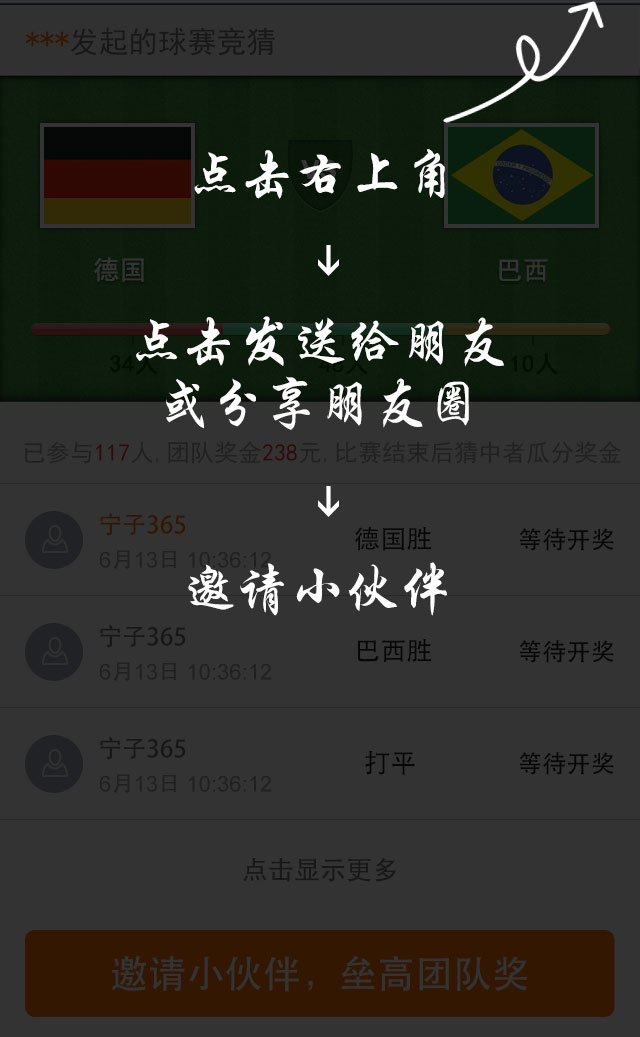 ***发起的球赛竞猜
点击右上角
德国
巴西
↓
点击发送给朋友
34人
48人
10人
或分享朋友圈
已参与117人,团队奖金238元,比赛结束后猜中者瓜分奖金
↓
宁子365
德国胜
等待开奖
6月13日 10:36:12
邀请小伙伴
宁子365
巴西胜
等待开奖
6月13日 10:36:12
宁子365
打平
等待开奖
6月13日 10:36:12
点击显示更多
邀请小伙伴，垒高团队奖